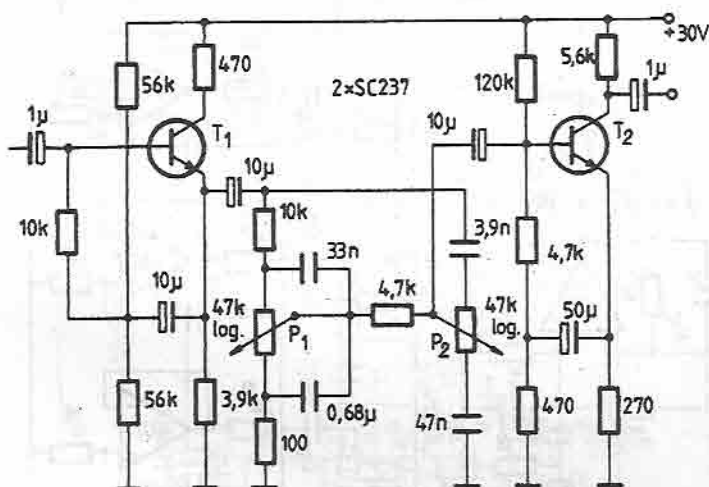 +30V
470
5,6k
56k
1µ
2×SC237
120k
1µ
T1
10µ
T2
10µ
10k
10k
3,9n
33n
4,7k
10µ
47k
log.
4,7k
47k
log.
50µ
P1
P2
56k
3,9k
0,68µ
470
270
100
47n